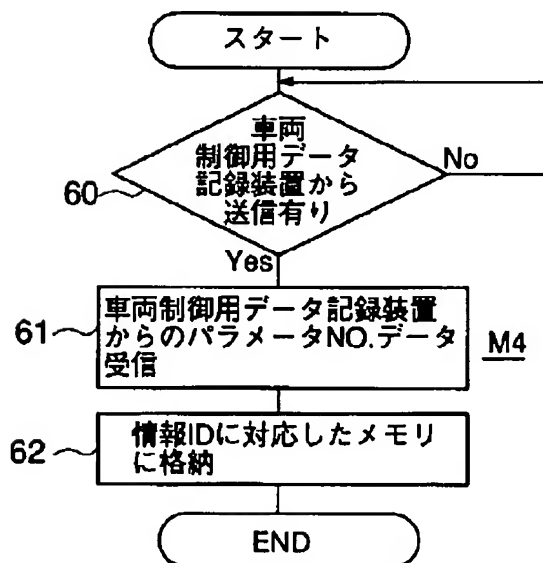 スタート
車両
制御用データ
記録装置から
送信有り
No
60
Yes
61
車両制御用データ記録装置
からのパラメータNO.データ
受信
M4
62
情報IDに対応したメモリ
に格納
END